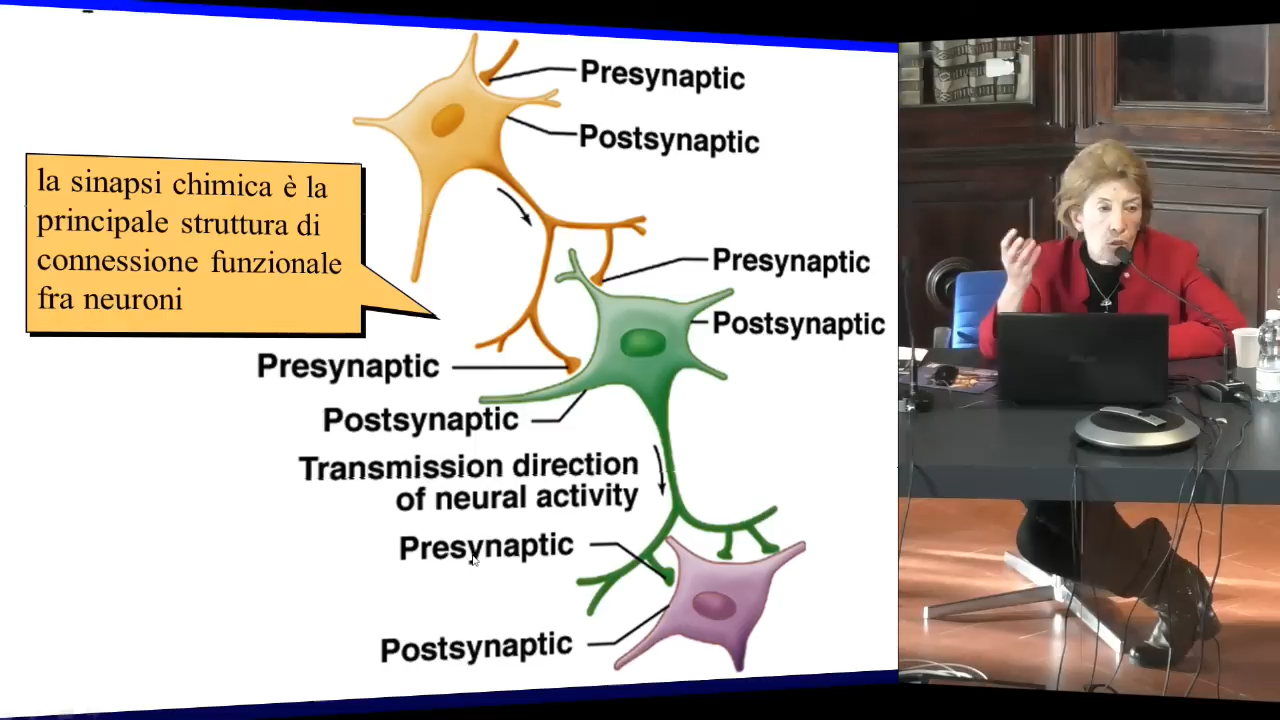 Presynaptic
Postsynaptic
la sinapsi chimica è la
principale struttura di
connessione funzionale
fra neuroni
Presynaptic
Postsynaptic
Presynaptic
Postsynaptic
Transmission direction
of neural activity
Presynaptic
Postsynaptic